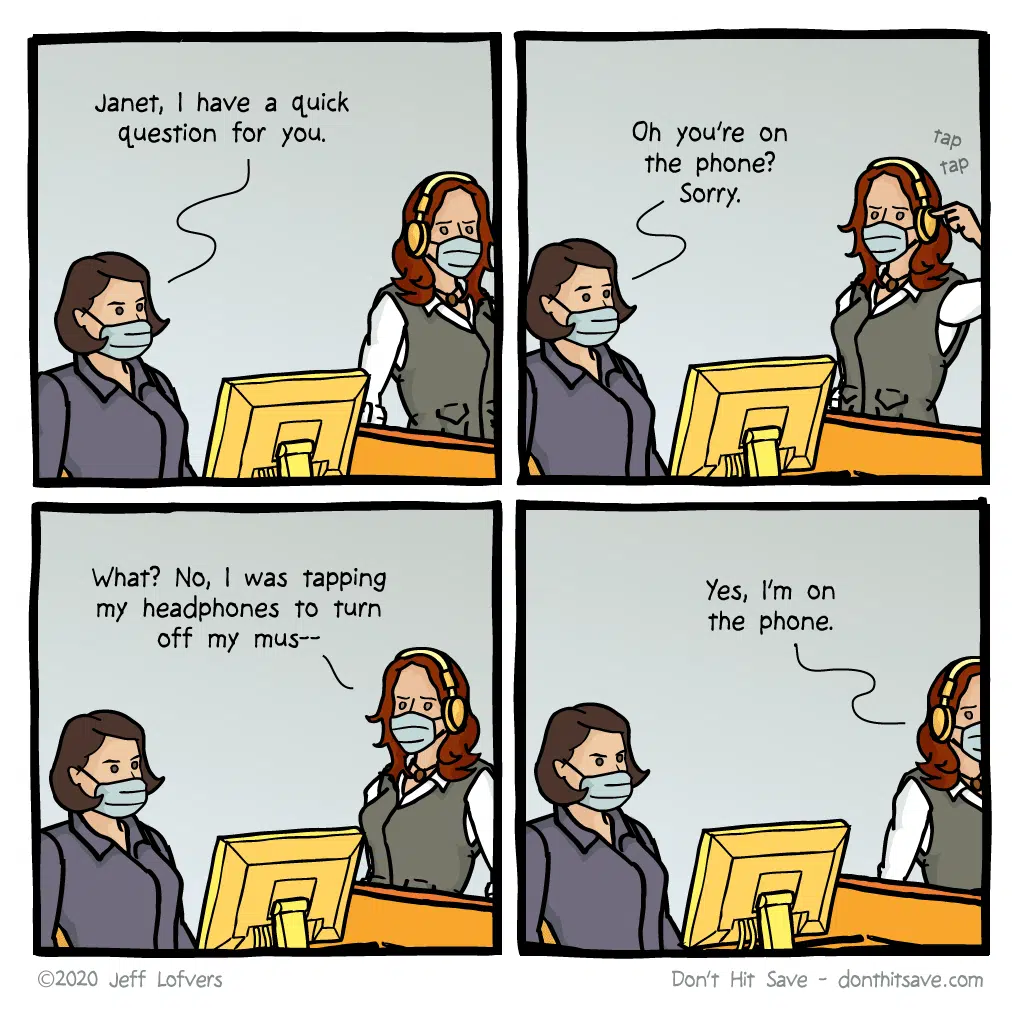 Janet, I have a quick
question for you.
Oh you're on
the phone?
Sorry.
tap
tap
What? No, I was tapping
my headphones to turn
off my mus--
Yes, I'm on
the phone.
©2020 Jeff Lofvers
Don't Hit Save - donthitsave.com